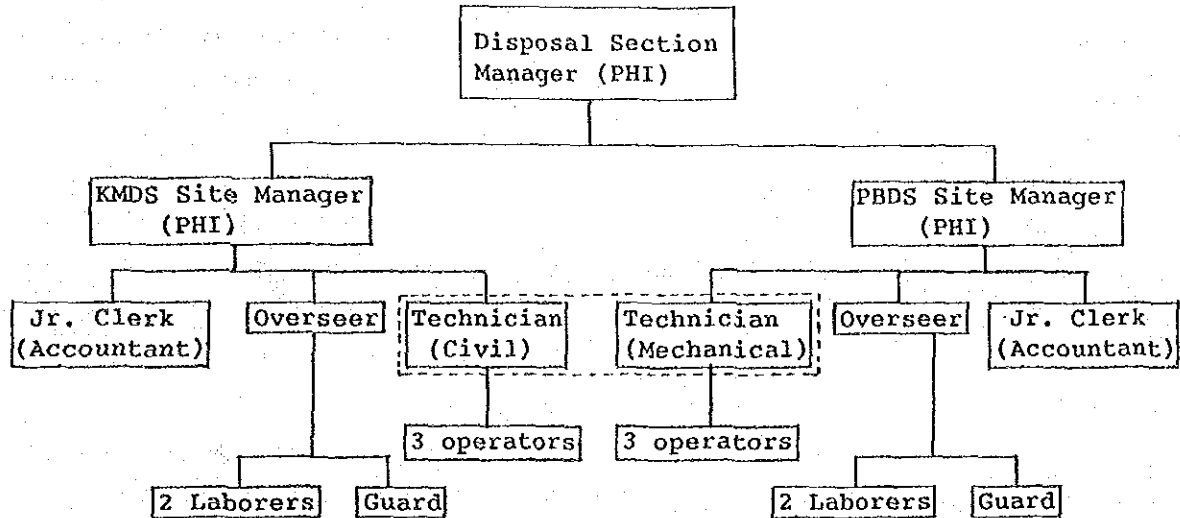 Disposal Section
Manager (PHI)
KMDS Site Manager
(PHI)
PBDS Site Manager
(PHI)
Jr. Clerk
(Accountant)
Overseer
Technician
(Civil)
Technician
(Mechanical)
Overseer
Jr. Clerk
(Accountant)
3 operators
3 operators
2 Laborers
Guard
2 Laborers
Guard